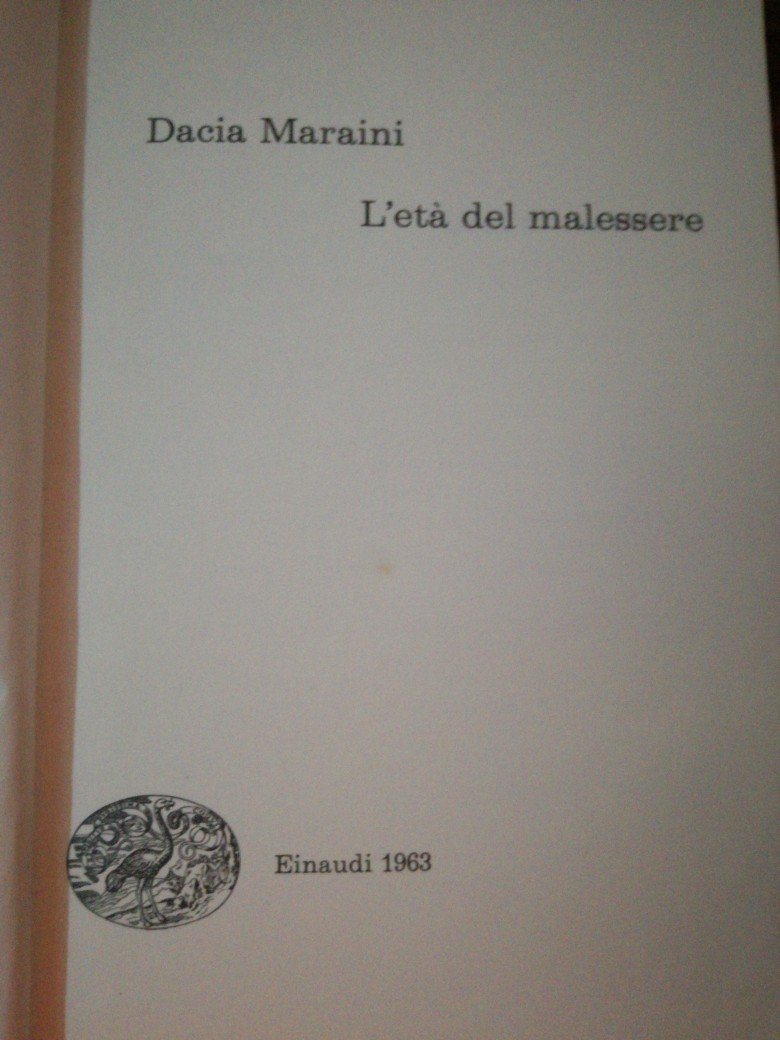 Dacia Maraini
L'età del malessere
Einaudi 1963